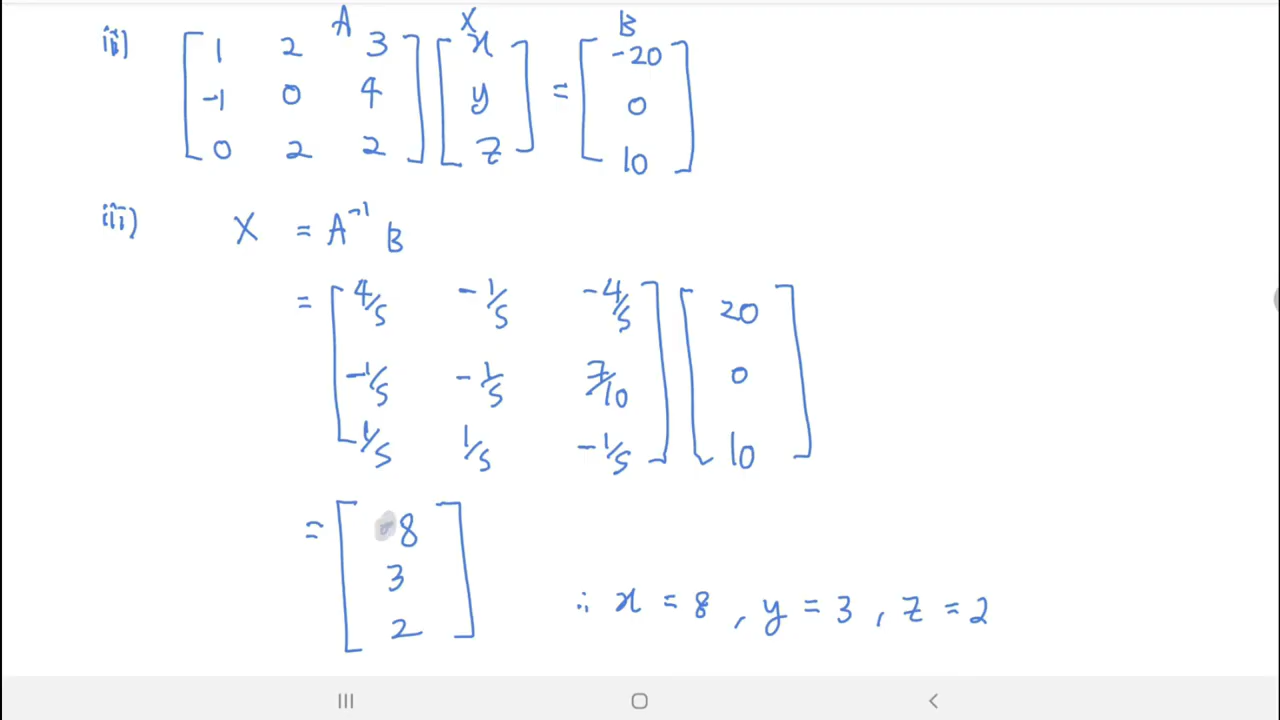 ii) A X B
[1 2 3] [x] = [-20]
[-1 0 4] [y] [0]
[0 2 2] [z] [10]
iii) X = A⁻¹ B
= [4/5 -1/5 -4/5] [20]
[-1/5 -1/5 7/10] [0]
[1/5 1/5 -1/5] [10]
= [8]
[3]
[2]
∴ x = 8, y = 3, z = 2